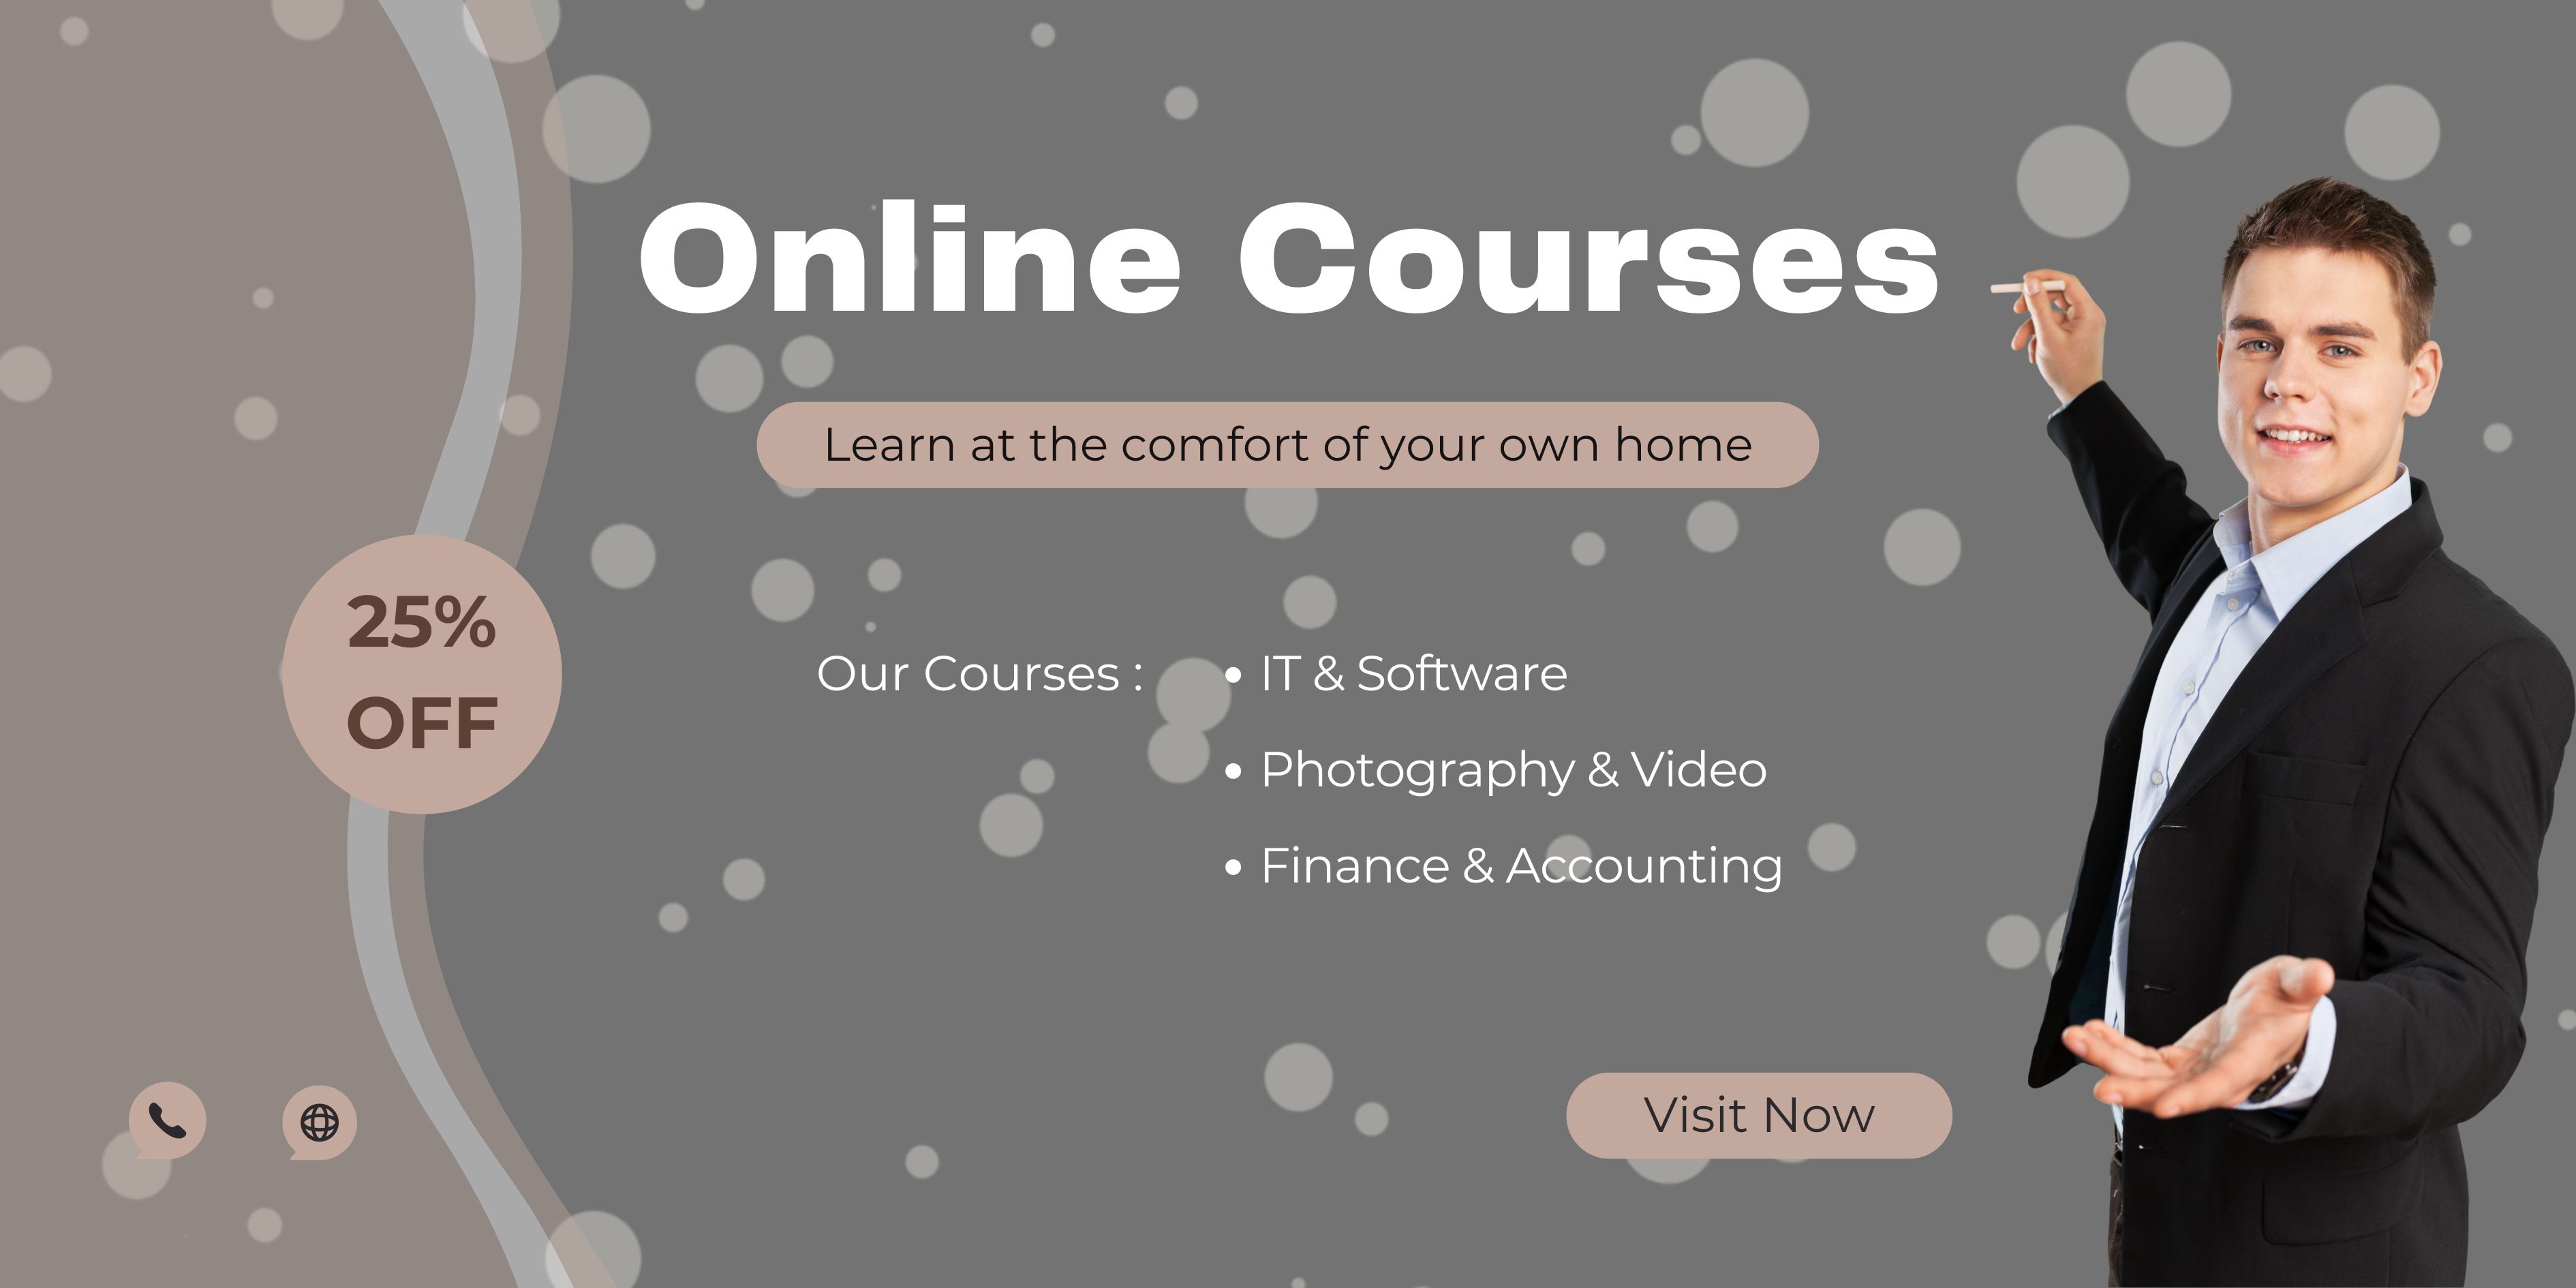 Online Courses
Learn at the comfort of your own home
25%
OFF
Our Courses :
• IT & Software
• Photography & Video
• Finance & Accounting
Visit Now